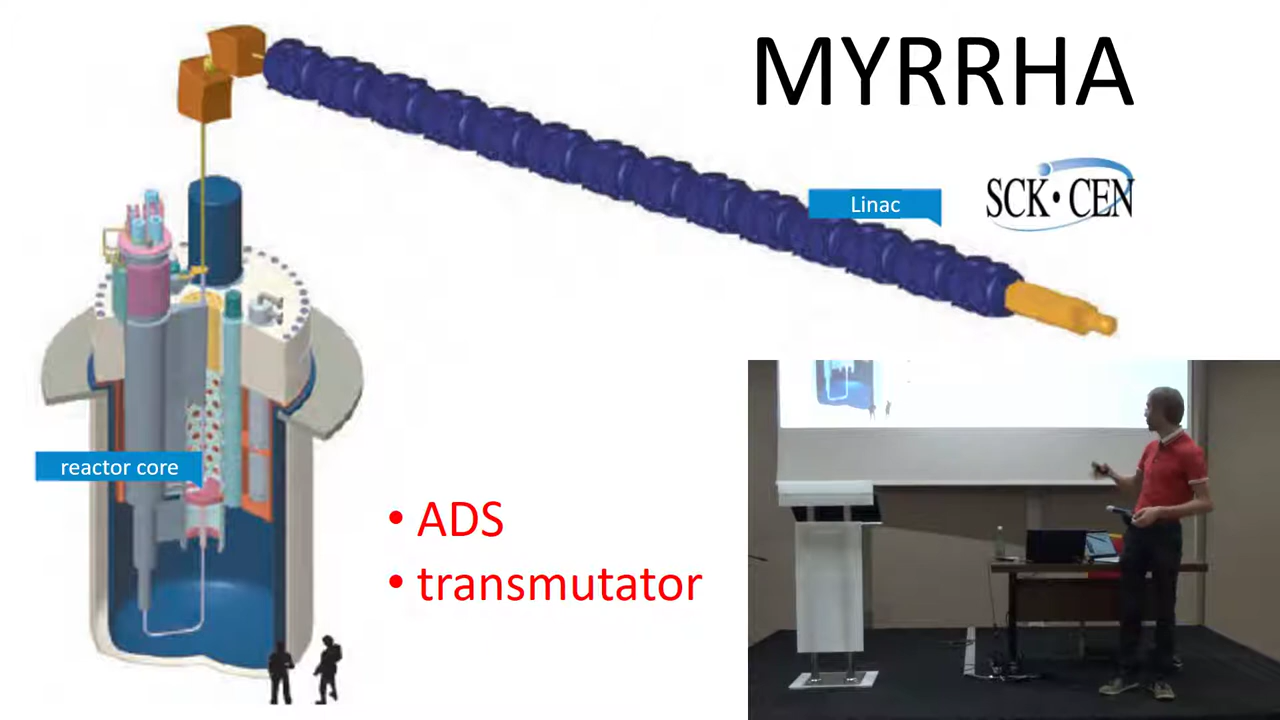 MYRRHA
Linac
SCK•CEN
reactor core
• ADS
• transmutator